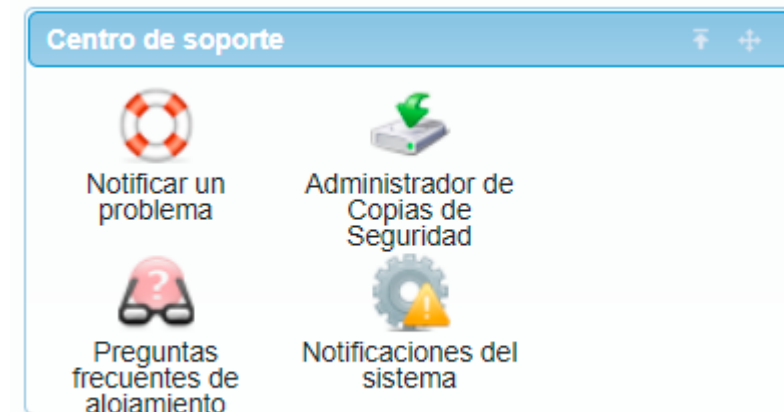 Centro de soporte
Notificar un
problema
Administrador de
Copias de
Seguridad
Preguntas
frecuentes de
alojamiento
Notificaciones del
sistema